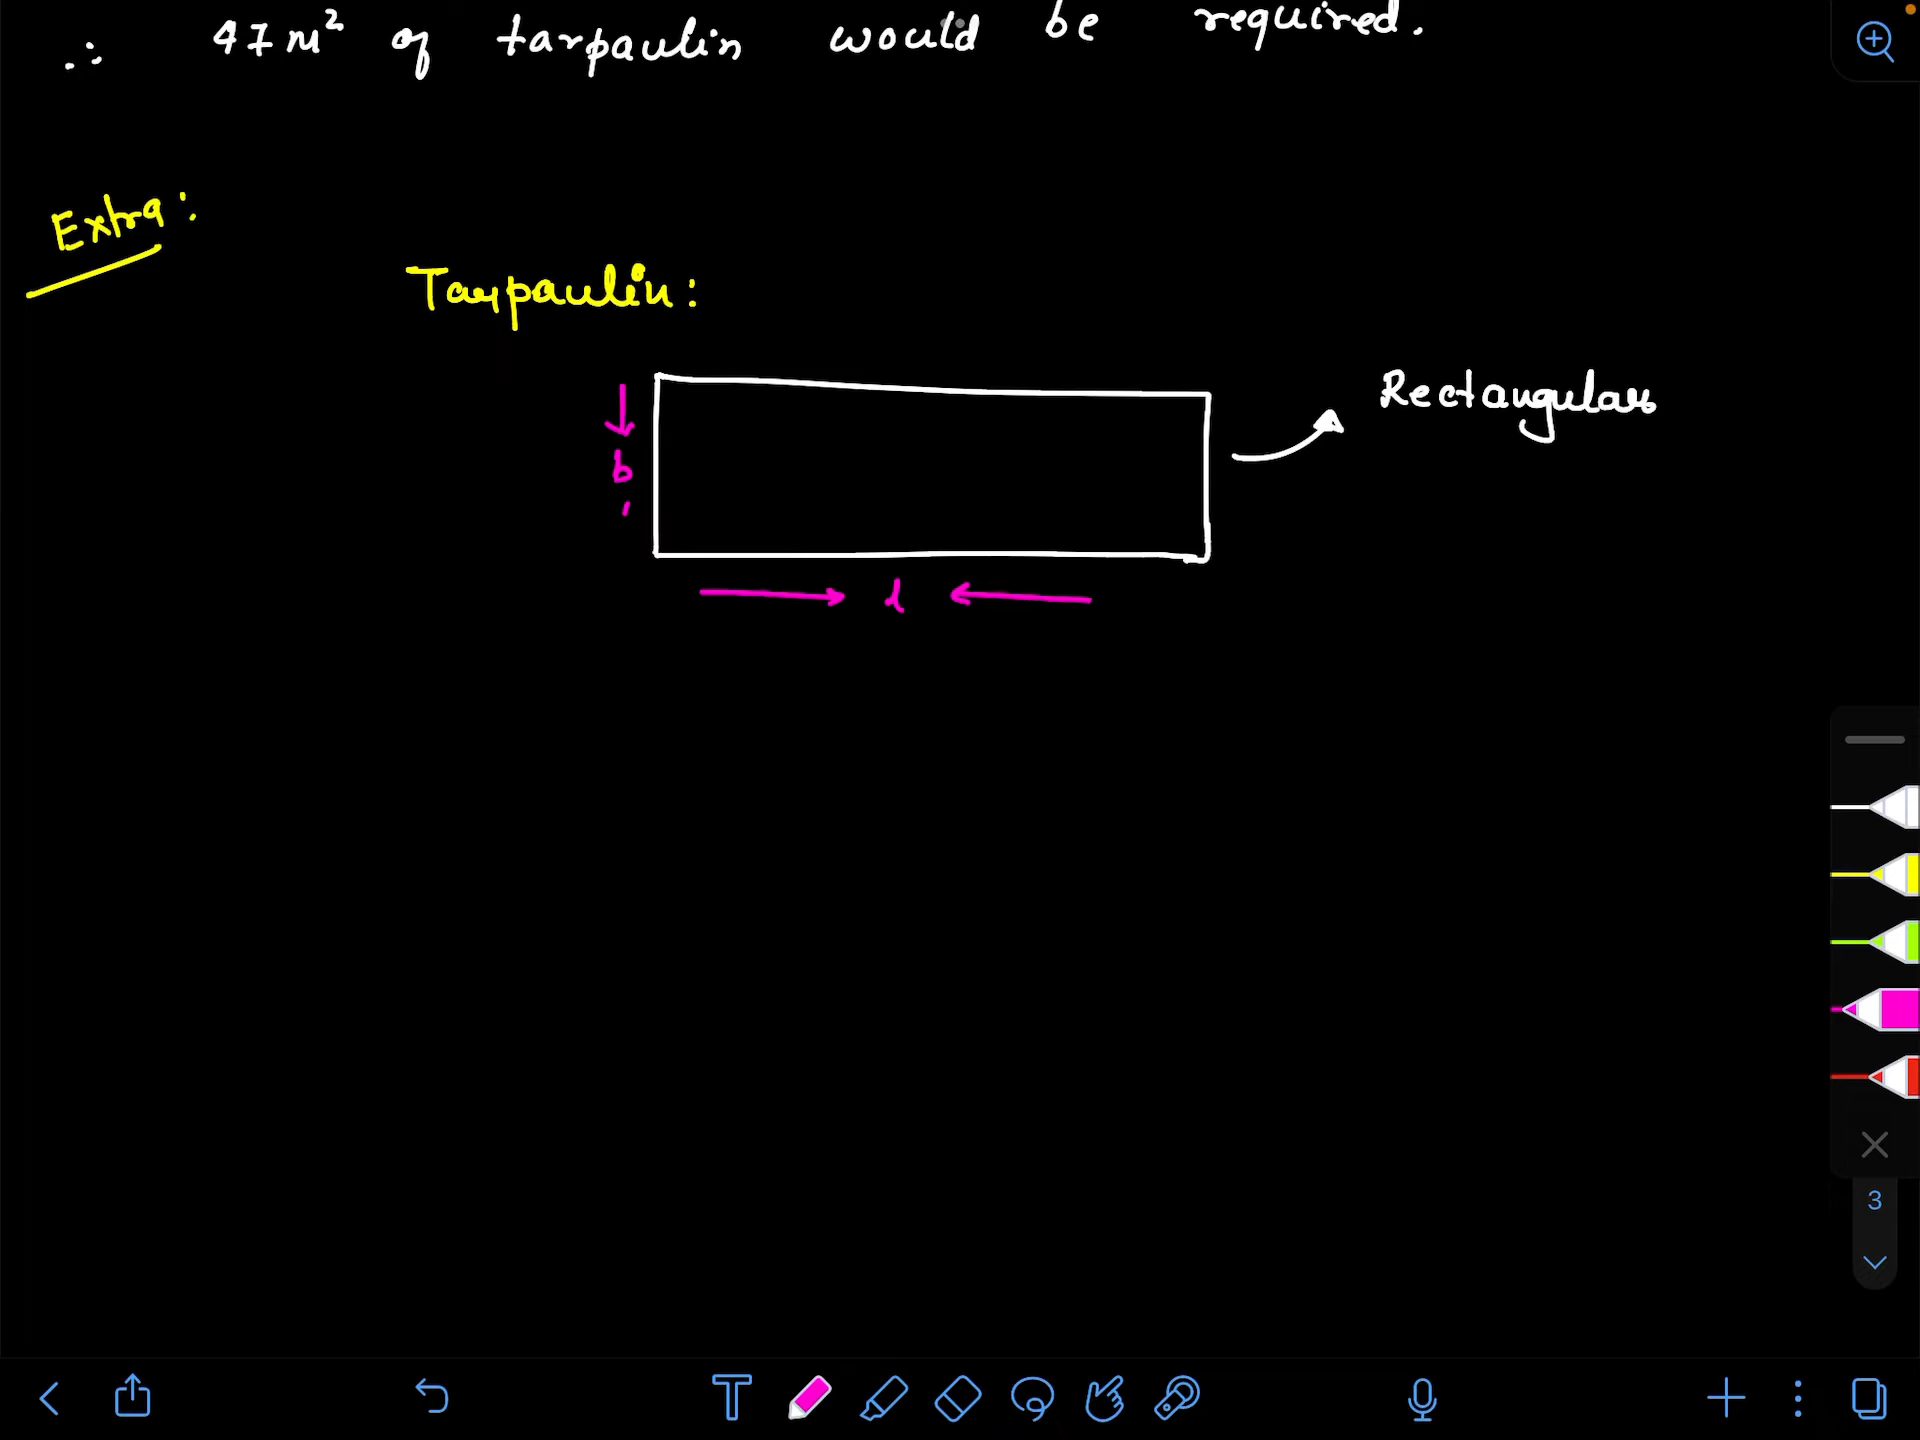 ∴ 47 m² of tarpaulin would be required.
Extra:
Tarpaulin:
Rectangular
b
l
3